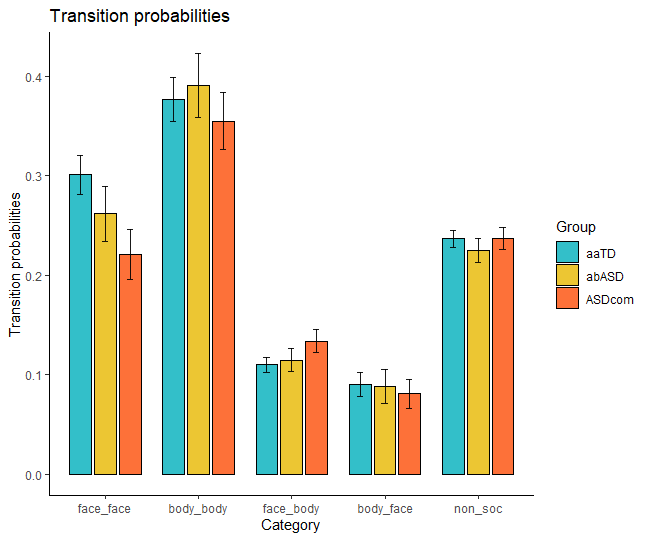 Transition probabilities
Transition probabilities
0.4
0.3
0.2
0.1
0.0
face_face body_body face_body body_face non_soc
Category
Group
aaTD
abASD
ASDcom